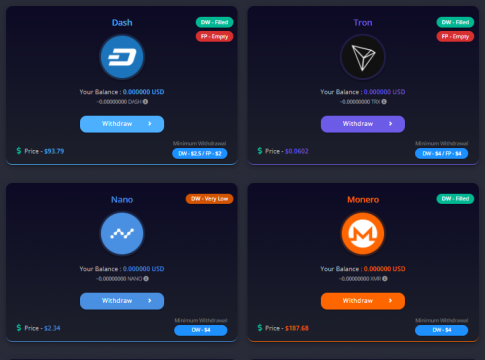 Dash
DW - Filled
FP - Empty
Your Balance : 0.000000 USD
~0.00000000 DASH
Withdraw
Price - $93.79
Minimum Withdrawal
DW - $2.5 / FP - $2
Tron
DW - Filled
FP - Empty
Your Balance : 0.000000 USD
~0.00000000 TRX
Withdraw
Price - $0.0602
Minimum Withdrawal
DW - $4 / FP - $4
Nano
DW - Very Low
Your Balance : 0.000000 USD
~0.00000000 NANO
Withdraw
Price - $2.34
Minimum Withdrawal
DW - $4
Monero
DW - Filled
Your Balance : 0.000000 USD
~0.00000000 XMR
Withdraw
Price - $187.68
Minimum Withdrawal
DW - $4